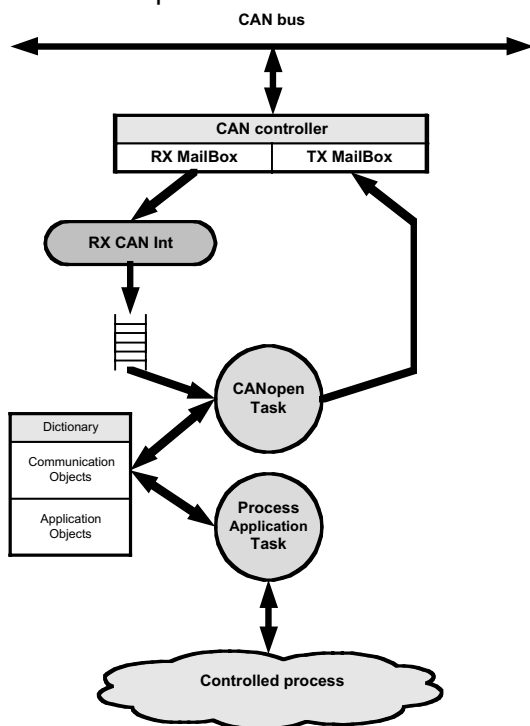 CAN bus
CAN controller
RX MailBox
TX MailBox
RX CAN Int
CANopen
Task
Dictionary
Communication
Objects
Application
Objects
Process
Application
Task
Controlled process